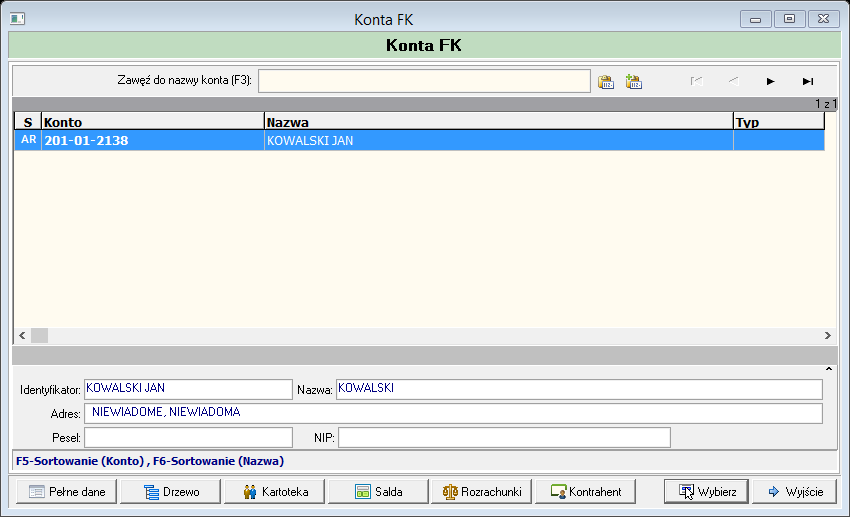 Konta FK
Konta FK
Zawęź do nazwy konta (F3):
1 z 1
S Konto Nazwa Typ
AR 201-01-2138 KOWALSKI JAN
Identyfikator: KOWALSKI JAN Nazwa: KOWALSKI
Adres: NIEWIADOME, NIEWIADOMA
Pesel: NIP:
F5-Sortowanie (Konto) , F6-Sortowanie (Nazwa)
Pełne dane Drzewo Kartoteka Salda Rozrachunki Kontrahent Wybierz Wyjście